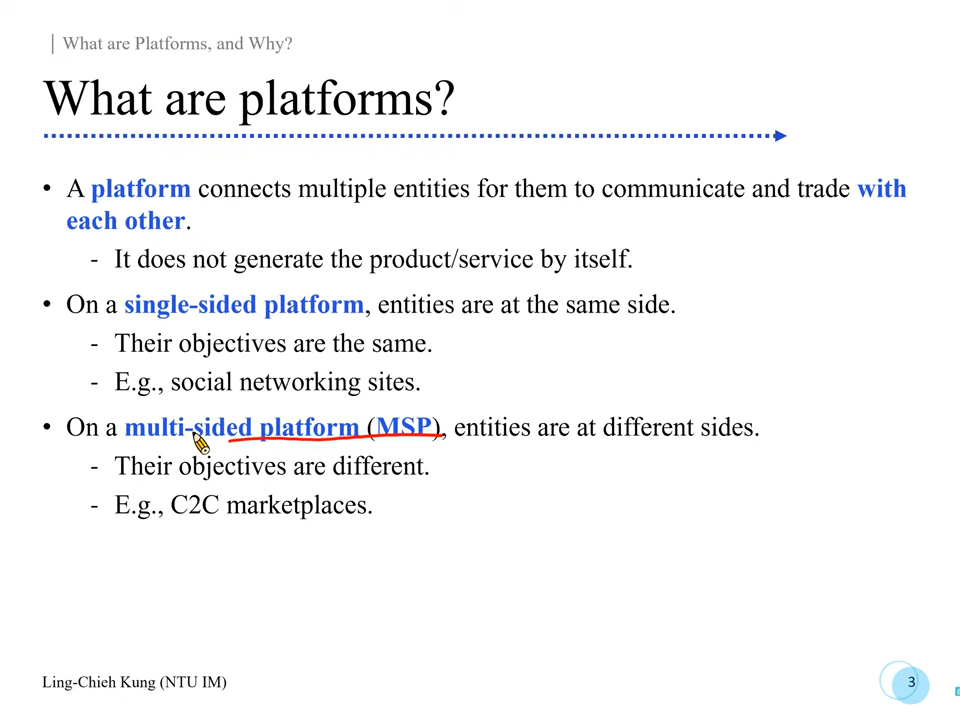 What are Platforms, and Why?
What are platforms?
• A platform connects multiple entities for them to communicate and trade with
each other.
- It does not generate the product/service by itself.
• On a single-sided platform, entities are at the same side.
- Their objectives are the same.
- E.g., social networking sites.
• On a multi-sided platform (MSP), entities are at different sides.
- Their objectives are different.
- E.g., C2C marketplaces.
Ling-Chieh Kung (NTU IM)
3